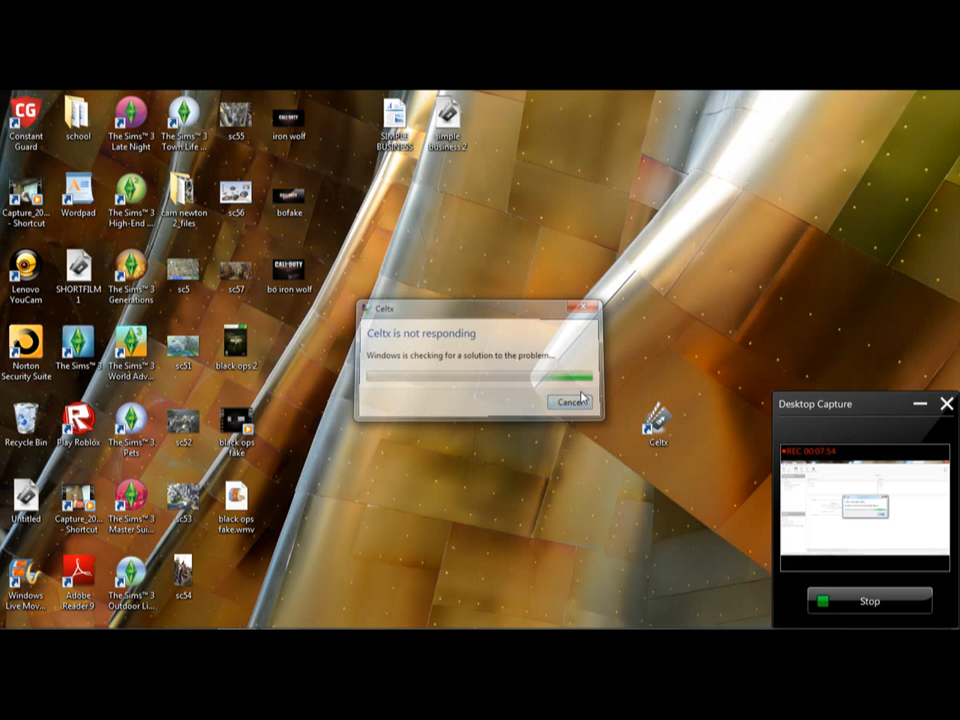 CG
Constant
Guard
school
The Sims™ 3
Late Night
The Sims™ 3
Town Life ...
sc55
iron wolf
SIMPLE
BUSINESS
simple
business 2
Capture_20...
- Shortcut
Wordpad
The Sims™ 3
High-End ...
cam newton
2_files
sc56
bofake
Lenovo
YouCam
SHORTFILM
1
The Sims™ 3
Generations
sc5
sc57
CALL·DUTY
bo iron wolf
Celtx
Celtx is not responding
Windows is checking for a solution to the problem...
Cancel
Norton
Security Suite
The Sims™ 3
The Sims™ 3
World Adv...
sc51
black ops 2
Recycle Bin
Play Roblox
The Sims™ 3
Pets
sc52
black ops
fake
Celtx
Desktop Capture
REC 00:07:54
Untitled
Capture_20...
- Shortcut
The Sims™ 3
Master Sui...
sc53
black ops
fake.wmv
Windows
Live Mov...
Adobe
Reader 9
The Sims™ 3
Outdoor Li...
sc54
Stop